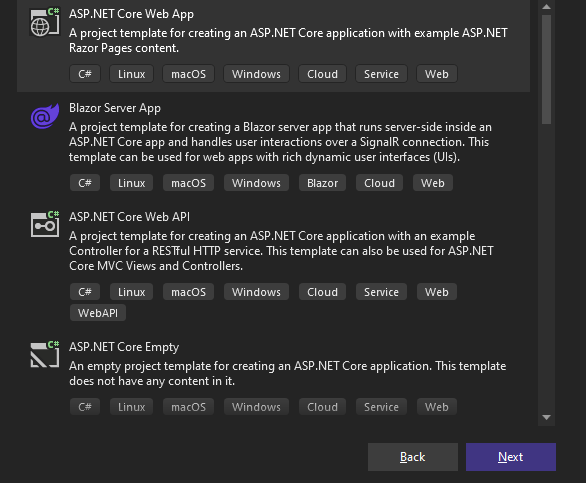 C#
ASP.NET Core Web App
A project template for creating an ASP.NET Core application with example ASP.NET
Razor Pages content.
C# Linux macOS Windows Cloud Service Web
Blazor Server App
A project template for creating a Blazor server app that runs server-side inside an
ASP.NET Core app and handles user interactions over a SignalR connection. This
template can be used for web apps with rich dynamic user interfaces (UIs).
C# Linux macOS Windows Blazor Cloud Web
C#
ASP.NET Core Web API
A project template for creating an ASP.NET Core application with an example
Controller for a RESTful HTTP service. This template can also be used for ASP.NET
Core MVC Views and Controllers.
C# Linux macOS Windows Cloud Service Web
WebAPI
C#
ASP.NET Core Empty
An empty project template for creating an ASP.NET Core application. This template
does not have any content in it.
C# Linux macOS Windows Cloud Service Web
Back Next